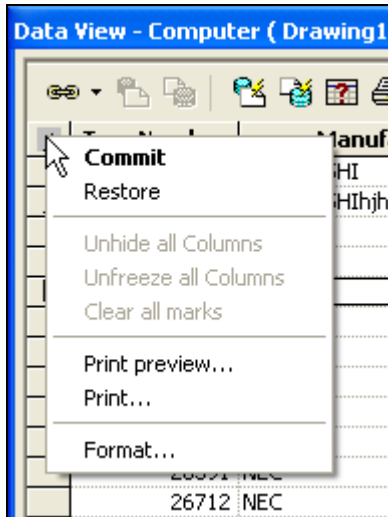 Data View - Computer ( Drawing1
Manufa
HI
HIhjh
Commit
Restore
Unhide all Columns
Unfreeze all Columns
Clear all marks
Print preview...
Print...
Format...
NEC
26712 NEC